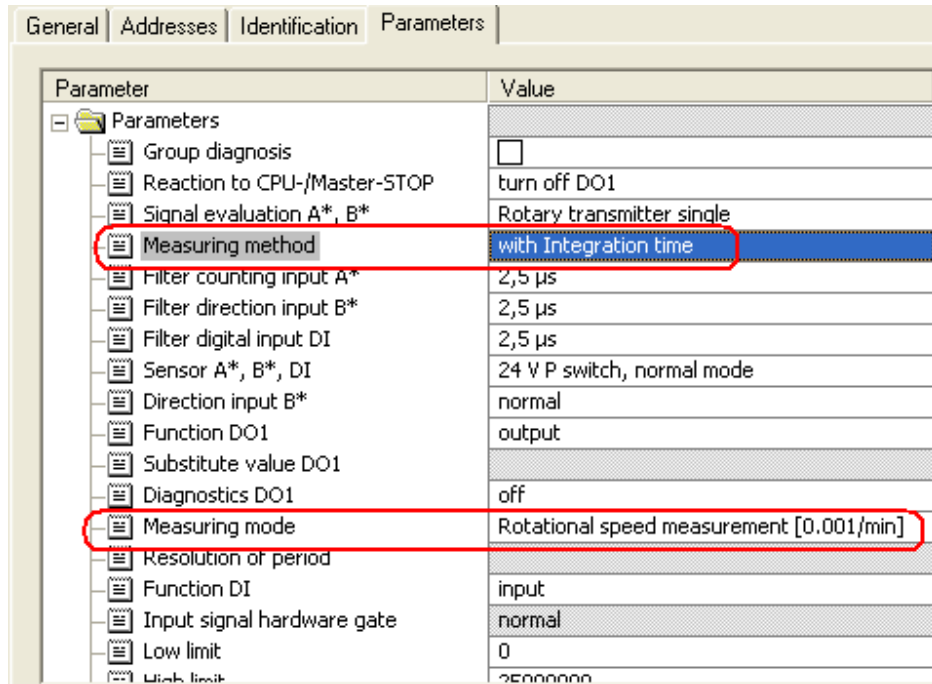 General Addresses Identification Parameters
Parameter Value
Parameters
Group diagnosis
Reaction to CPU-/Master-STOP turn off DO1
Signal evaluation A*, B* Rotary transmitter single
Measuring method with Integration time
Filter counting input A* 2,5 µs
Filter direction input B* 2,5 µs
Filter digital input DI 2,5 µs
Sensor A*, B*, DI 24 V P switch, normal mode
Direction input B* normal
Function DO1 output
Substitute value DO1
Diagnostics DO1 off
Measuring mode Rotational speed measurement [0.001/min]
Resolution of period
Function DI input
Input signal hardware gate normal
Low limit 0
High limit 25000000